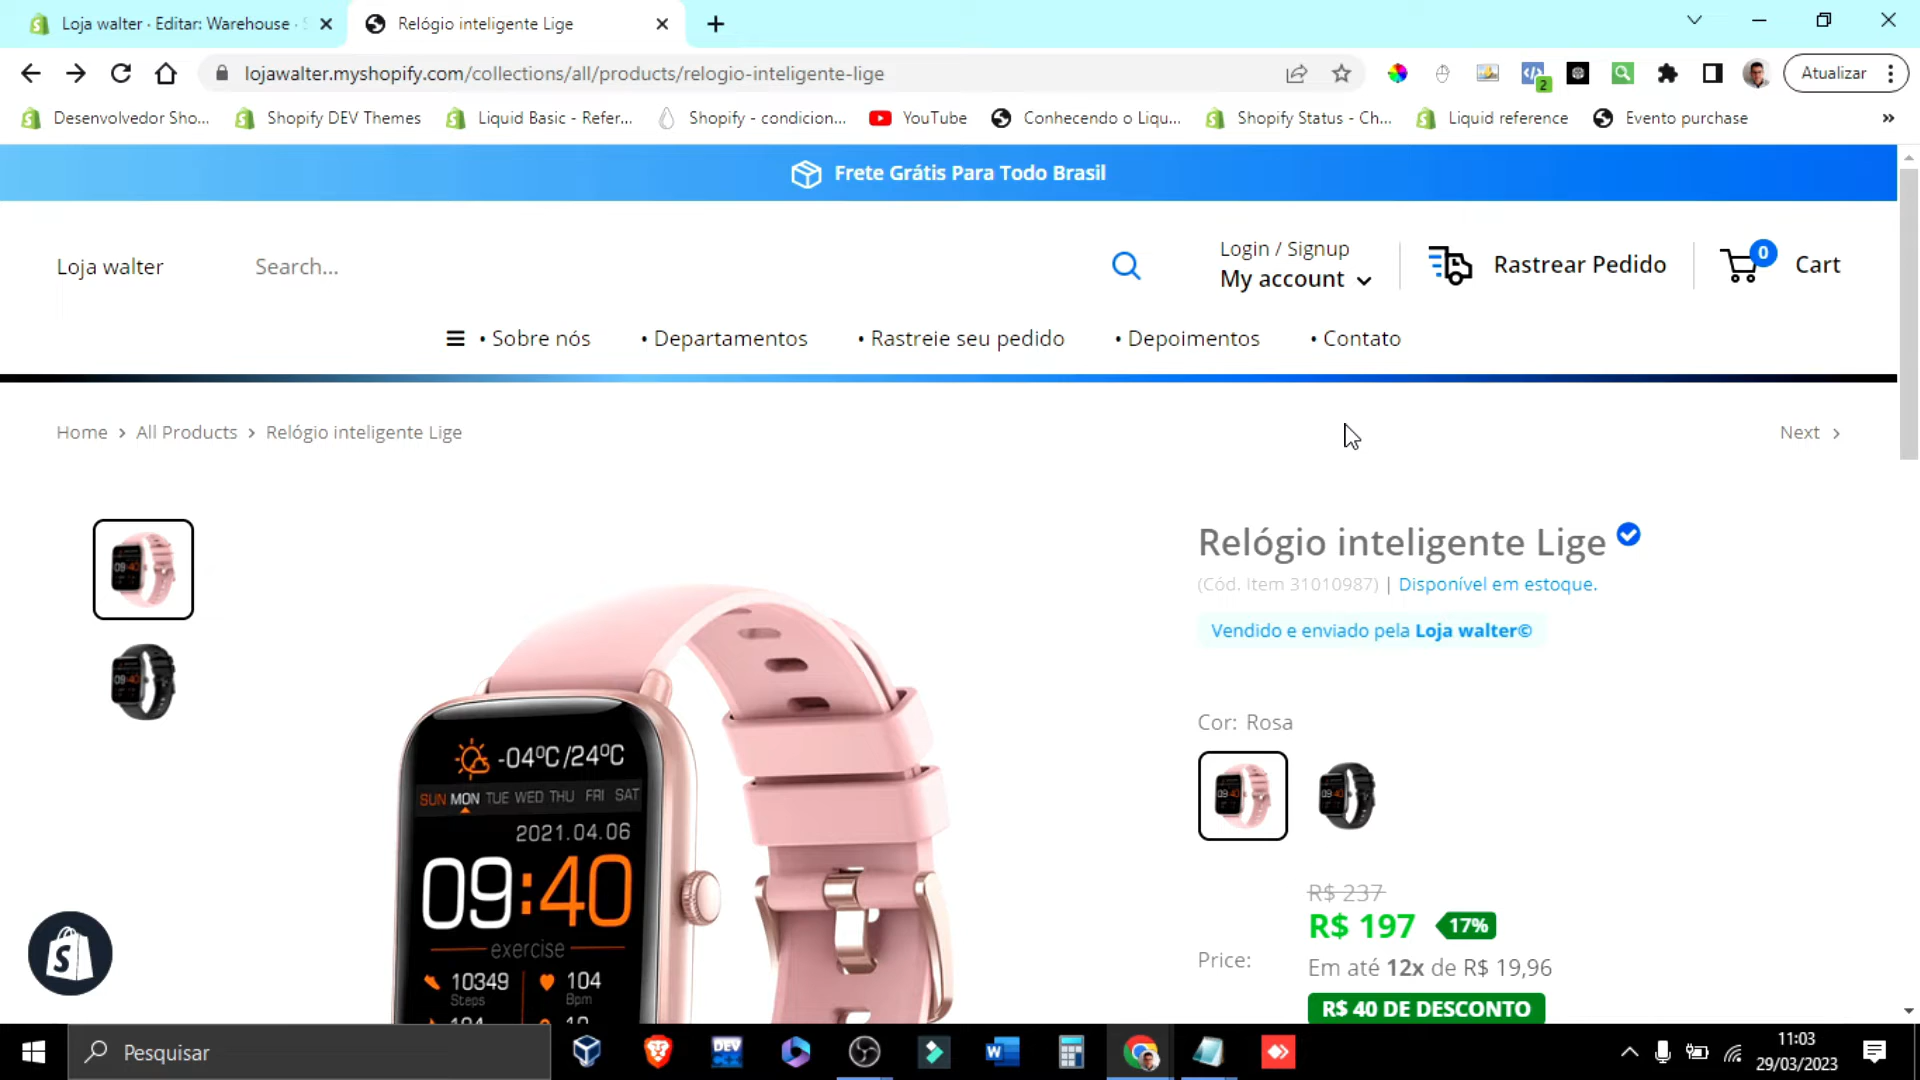 Loja walter · Editar: Warehouse ·
Relógio inteligente Lige
lojawalter.myshopify.com/collections/all/products/relogio-inteligente-lige
2
Atualizar
Desenvolvedor Sho...
Shopify DEV Themes
Liquid Basic - Refer...
Shopify - condicion...
YouTube
Conhecendo o Liqu...
Shopify Status - Ch...
Liquid reference
Evento purchase
»
Frete Grátis Para Todo Brasil
Loja walter
Search...
Login / Signup
My account
Rastrear Pedido
0
Cart
• Sobre nós
• Departamentos
• Rastreie seu pedido
• Depoimentos
• Contato
Home > All Products > Relógio inteligente Lige
Next >
Relógio inteligente Lige
(Cód. Item 31010987) | Disponível em estoque.
Vendido e enviado pela Loja walter©
Cor: Rosa
-04ºC/24ºC
SUN MON TUE WED THU FRI SAT
2021.04.06
09:40
exercise
10349
Steps
104
Bpm
R$ 237
R$ 197
17%
Price:
Em até 12x de R$ 19,96
R$ 40 DE DESCONTO
Pesquisar
DEV
C++
W
11:03
29/03/2023